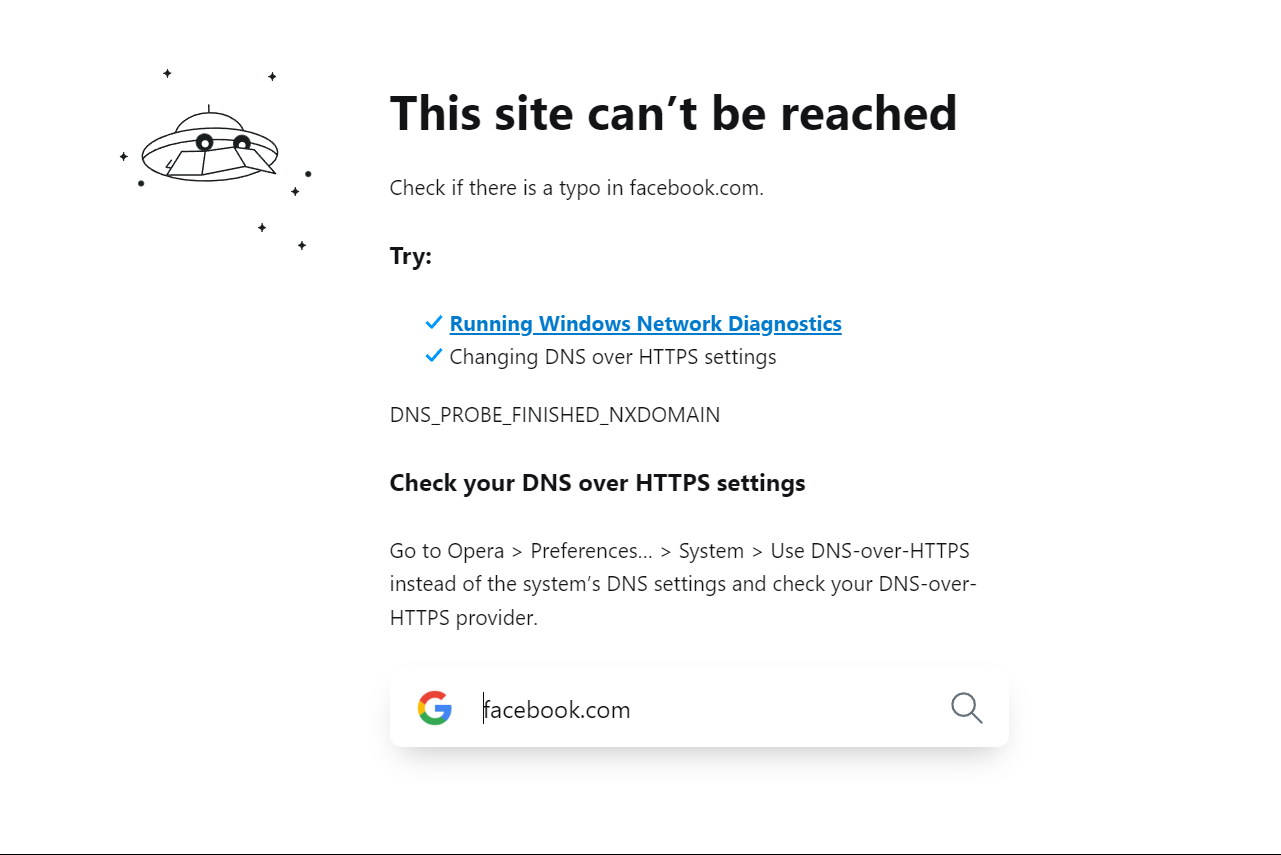 This site can’t be reached
Check if there is a typo in facebook.com.
Try:
Running Windows Network Diagnostics
Changing DNS over HTTPS settings
DNS_PROBE_FINISHED_NXDOMAIN
Check your DNS over HTTPS settings
Go to Opera > Preferences… > System > Use DNS-over-HTTPS
instead of the system’s DNS settings and check your DNS-over-
HTTPS provider.
facebook.com